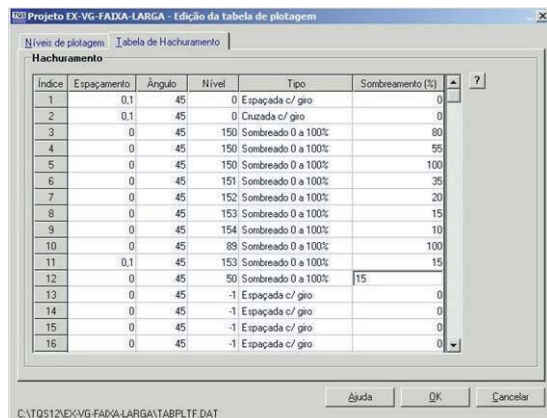 TQS Projeto EX-VG-FAIXA-LARGA - Edição da tabela de plotagem X
Níveis de plotagem Tabela de Hachuramento
Hachuramento
Índice Espaçamento Ângulo Nível Tipo Sombreamento (%) ?
1 0,1 45 0 Espaçada c/ giro 0
2 0,1 45 0 Cruzada c/ giro 0
3 0 45 150 Sombreado 0 a 100% 80
4 0 45 150 Sombreado 0 a 100% 55
5 0 45 150 Sombreado 0 a 100% 100
6 0 45 151 Sombreado 0 a 100% 35
7 0 45 152 Sombreado 0 a 100% 20
8 0 45 153 Sombreado 0 a 100% 15
9 0 45 154 Sombreado 0 a 100% 10
10 0 45 89 Sombreado 0 a 100% 100
11 0,1 45 153 Sombreado 0 a 100% 15
12 0 45 50 Sombreado 0 a 100% 15
13 0 45 -1 Espaçada c/ giro 0
14 0 45 -1 Espaçada c/ giro 0
15 0 45 -1 Espaçada c/ giro 0
16 0 45 -1 Espaçada c/ giro 0
Ajuda OK Cancelar
C:\TQS12\EX-VG-FAIXA-LARGA\TABPLTF.DAT